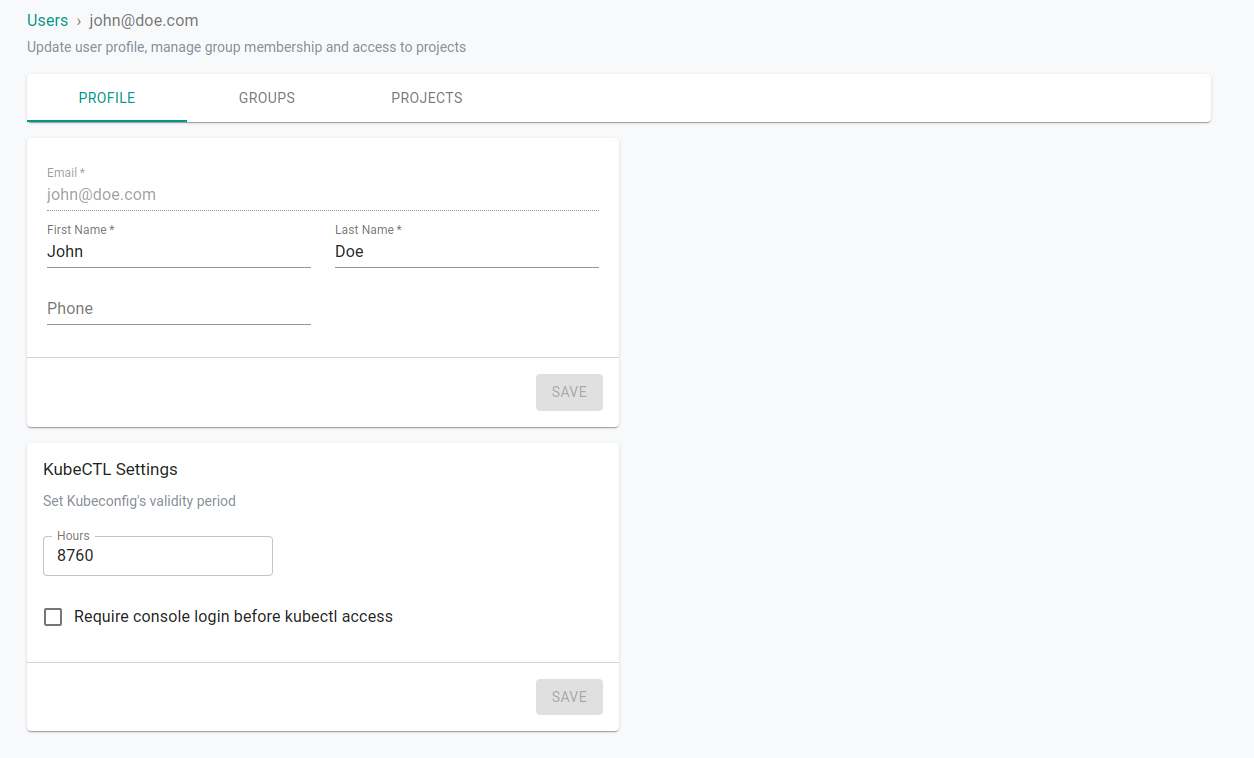 Users › john@doe.com
Update user profile, manage group membership and access to projects
PROFILE GROUPS PROJECTS
Email *
john@doe.com
First Name * Last Name *
John Doe
Phone
SAVE
KubeCTL Settings
Set Kubeconfig's validity period
Hours
8760
Require console login before kubectl access
SAVE